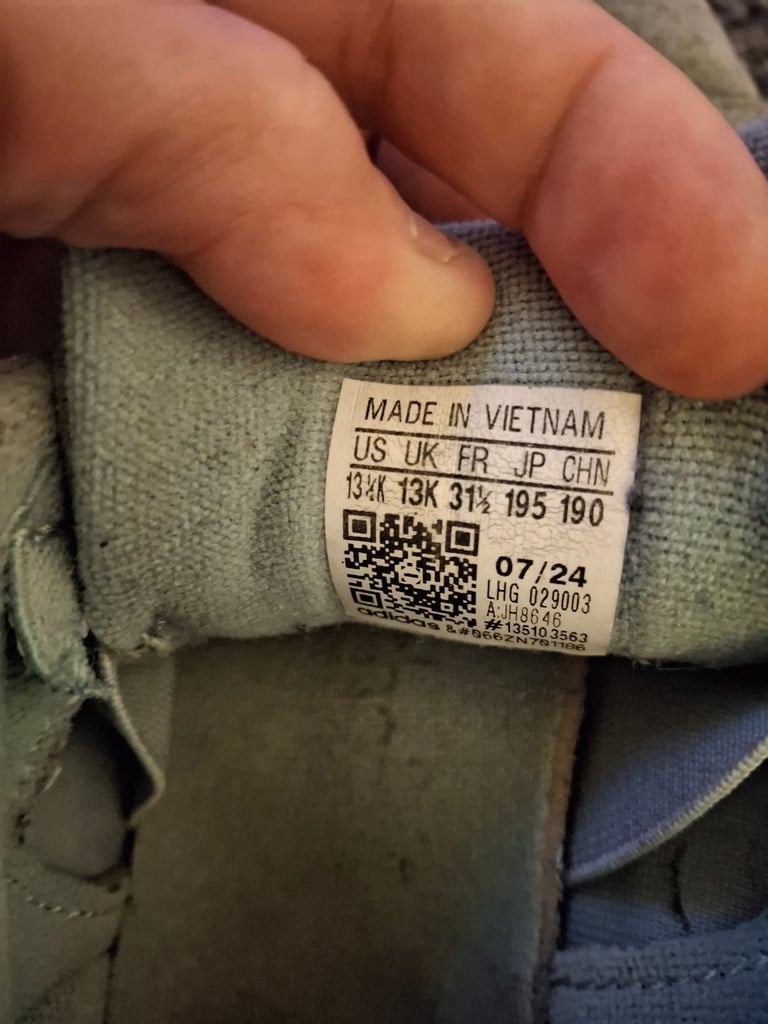 MADE IN VIETNAM
US UK FR JP CHN
13½K 13K 31½ 195 190
07/24
LHG 029003
A:JH8646
#135103563
adidas &#066ZN701186